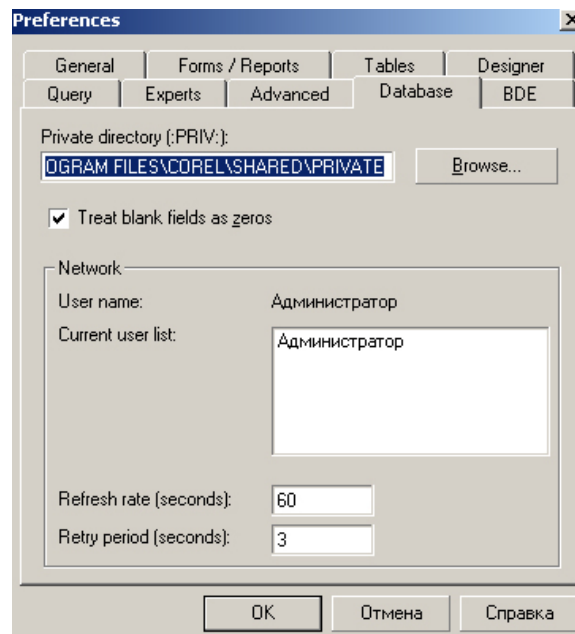 Preferences
General Forms / Reports Tables Designer
Query Experts Advanced Database BDE
Private directory (:PRIV:):
OGRAM FILES\COREL\SHARED\PRIVATE Browse...
Treat blank fields as zeros
Network
User name: Администратор
Current user list: Администратор
Refresh rate (seconds): 60
Retry period (seconds): 3
OK Отмена Справка